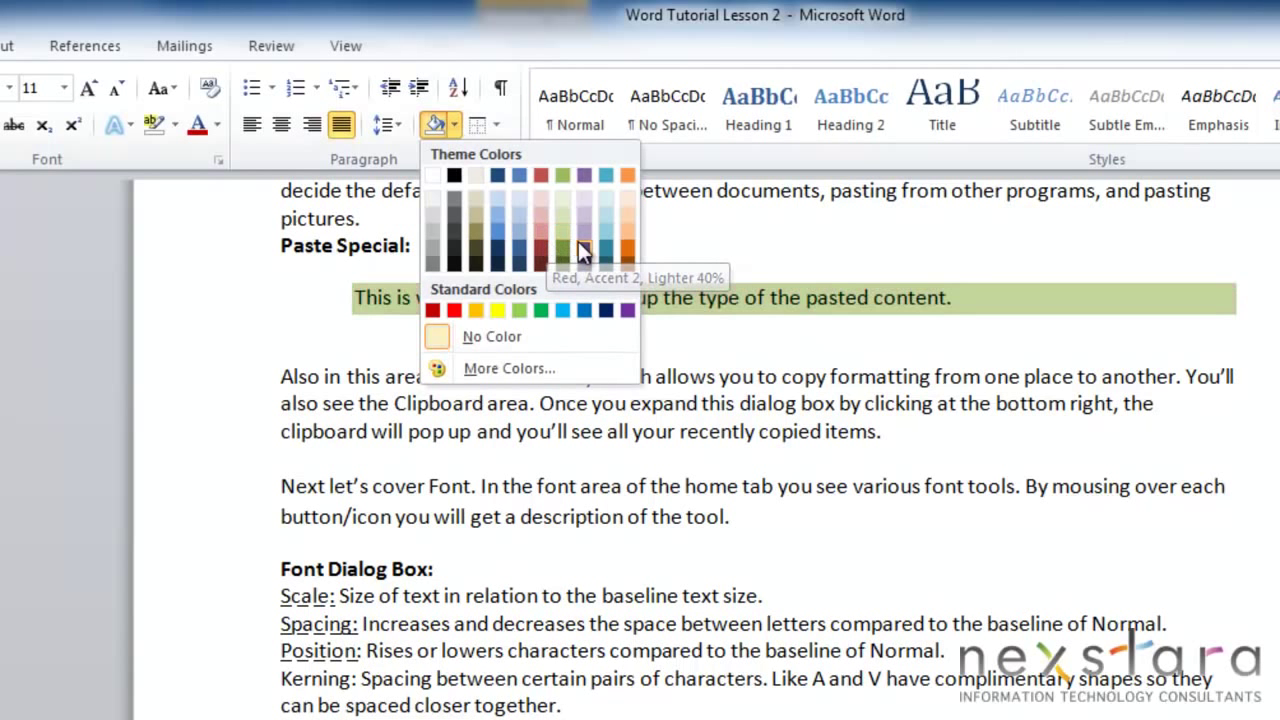 Word Tutorial Lesson 2 - Microsoft Word
ut References Mailings Review View
11 Aa Aa
abc X₂ X² A ab A
AaBbCcDc AaBbCcDc AaBbC AaBbCc AaB AaBbCc. AaBbCcDc AaBbCcDc
¶ Normal ¶ No Spaci... Heading 1 Heading 2 Title Subtitle Subtle Em... Emphasis
Font Paragraph Styles
Theme Colors
decide the etween documents, pasting from other programs, and pasting
pictures.
Paste Special:
Red, Accent 2, Lighter 40%
Standard Colors
This is up the type of the pasted content.
No Color
More Colors...
Also in this area h allows you to copy formatting from one place to another. You’ll
also see the Clipboard area. Once you expand this dialog box by clicking at the bottom right, the
clipboard will pop up and you’ll see all your recently copied items.
Next let’s cover Font. In the font area of the home tab you see various font tools. By mousing over each
button/icon you will get a description of the tool.
Font Dialog Box:
Scale: Size of text in relation to the baseline text size.
Spacing: Increases and decreases the space between letters compared to the baseline of Normal.
Position: Rises or lowers characters compared to the baseline of Normal.
Kerning: Spacing between certain pairs of characters. Like A and V have complimentary shapes so they
can be spaced closer together.
nexstara
INFORMATION TECHNOLOGY CONSULTANTS